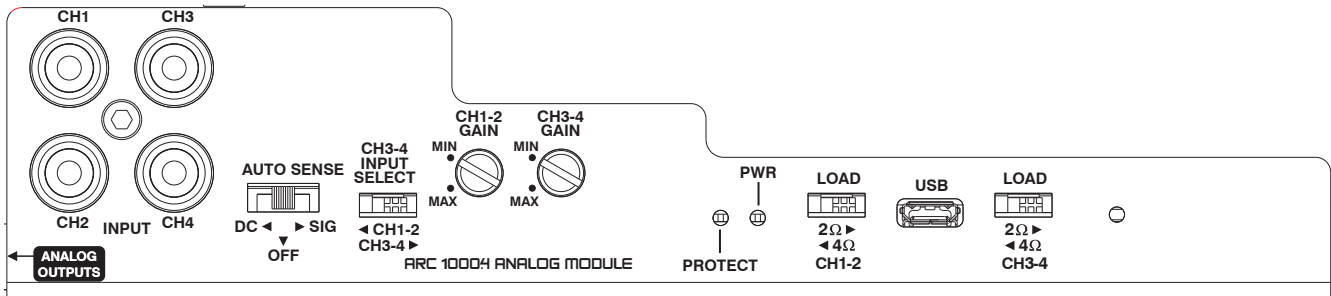 CH1
CH3
CH2
INPUT
CH4
ANALOG
OUTPUTS
AUTO SENSE
DC ◄
► SIG
▼
OFF
CH3-4
INPUT
SELECT
◄ CH1-2
CH3-4 ►
CH1-2
GAIN
MIN
MAX
CH3-4
GAIN
MIN
MAX
ARC 1000.4 ANALOG MODULE
PROTECT
PWR
LOAD
2Ω ►
◄ 4Ω
CH1-2
USB
LOAD
2Ω ►
◄ 4Ω
CH3-4